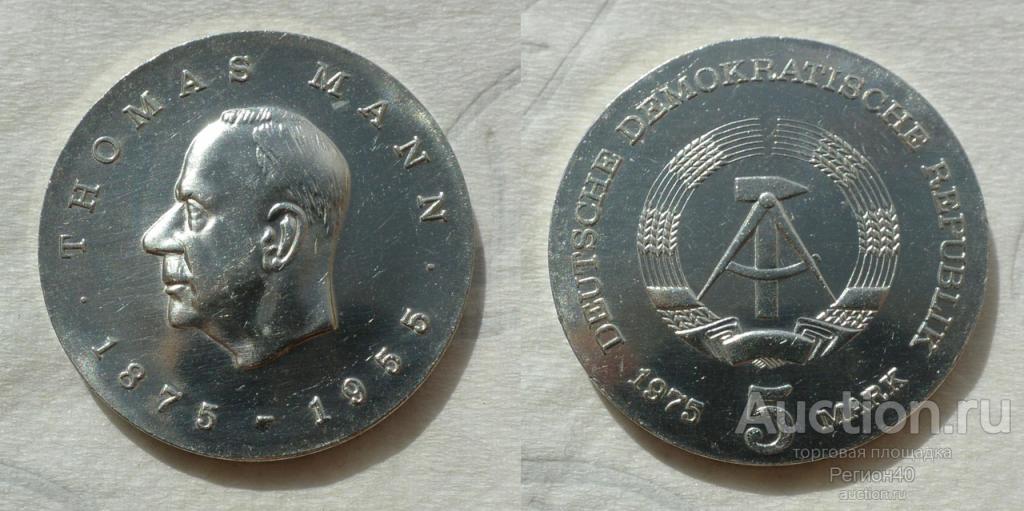 · THOMAS MANN ·
1875 - 1955
DEUTSCHE DEMOKRATISCHE REPUBLIK
1975 5 MARK
Auction.ru
торговая площадка
Регион40
auction.ru